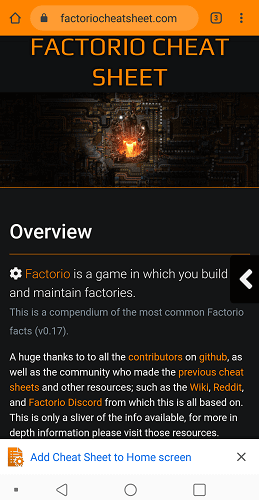 factoriocheatsheet.com
3
FACTORIO CHEAT
SHEET
Overview
Factorio is a game in which you build
and maintain factories.
This is a compendium of the most common Factorio
facts (v0.17).
A huge thanks to to all the contributors on github, as
well as the community who made the previous cheat
sheets and other resources; such as the Wiki, Reddit,
and Factorio Discord from which this is all based on.
This is only a sliver of the info available, for more in
depth information please visit those resources.
Add Cheat Sheet to Home screen